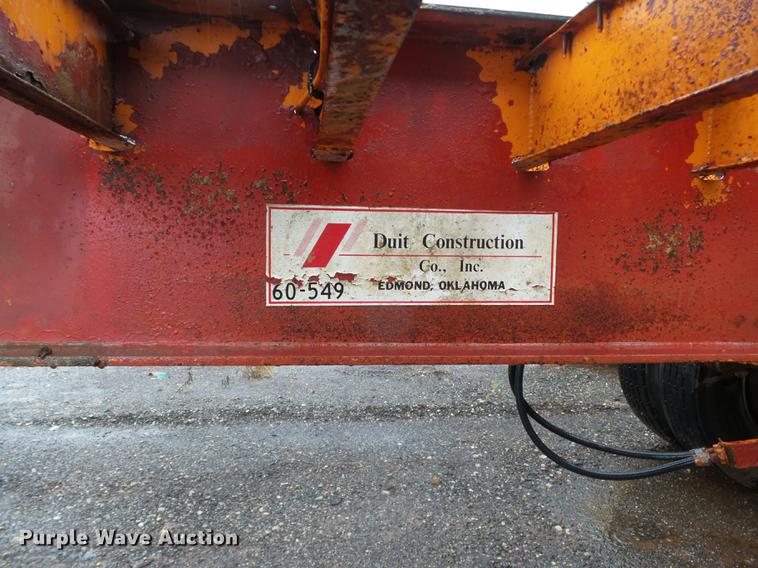 Duit Construction
Co., Inc.
60-549 EDMOND, OKLAHOMA
Purple Wave Auction